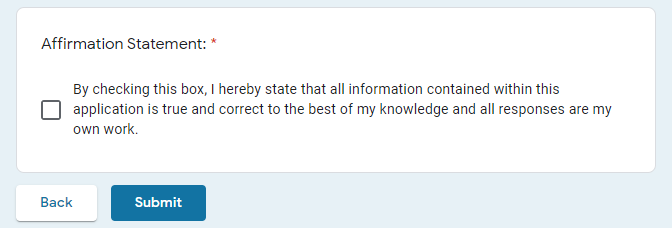 Affirmation Statement: *
By checking this box, I hereby state that all information contained within this
application is true and correct to the best of my knowledge and all responses are my
own work.
Back
Submit